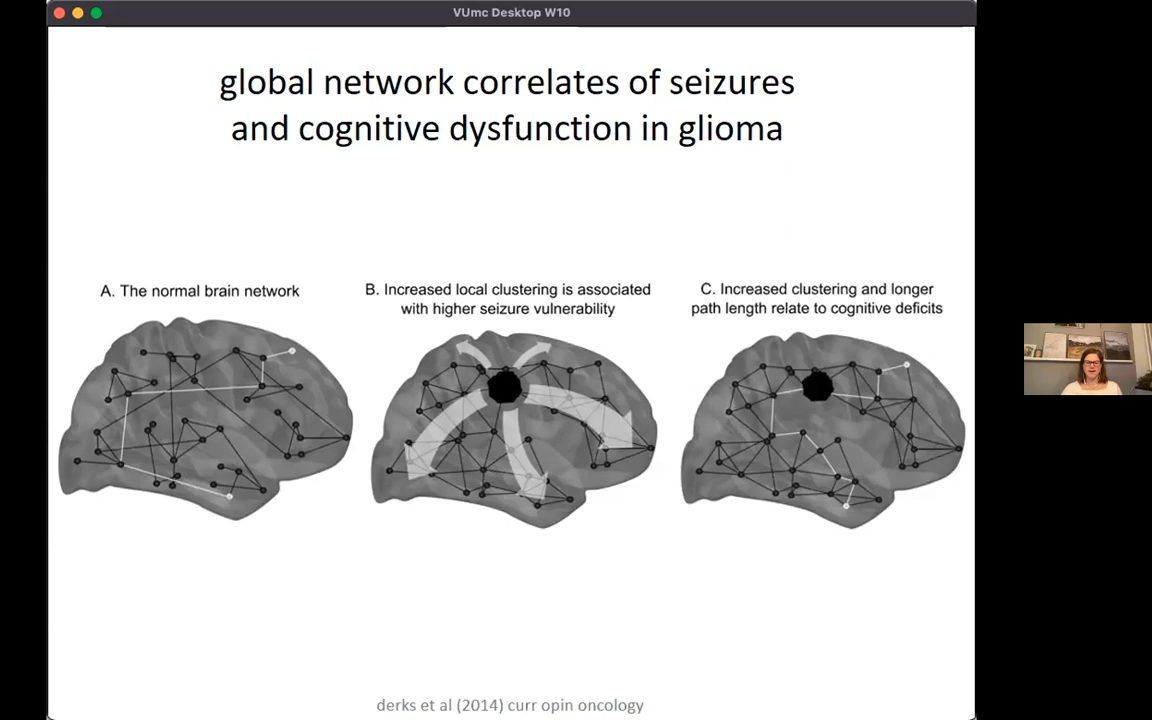 VUmc Desktop W10
global network correlates of seizures
and cognitive dysfunction in glioma
A. The normal brain network
B. Increased local clustering is associated
with higher seizure vulnerability
C. Increased clustering and longer
path length relate to cognitive deficits
derks et al (2014) curr opin oncology